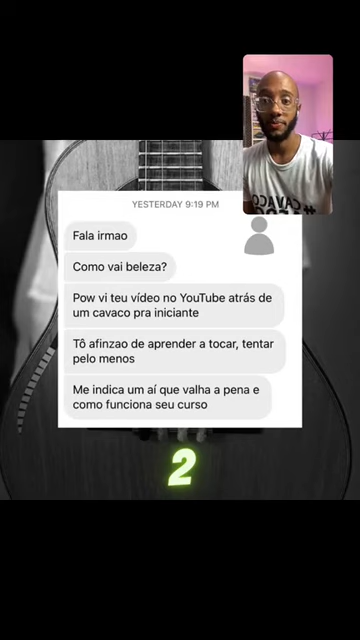 #CAVACO
YESTERDAY 9:19 PM
Fala irmao
Como vai beleza?
Pow vi teu vídeo no YouTube atrás de
um cavaco pra iniciante
Tô afinzao de aprender a tocar, tentar
pelo menos
Me indica um aí que valha a pena e
como funciona seu curso
2